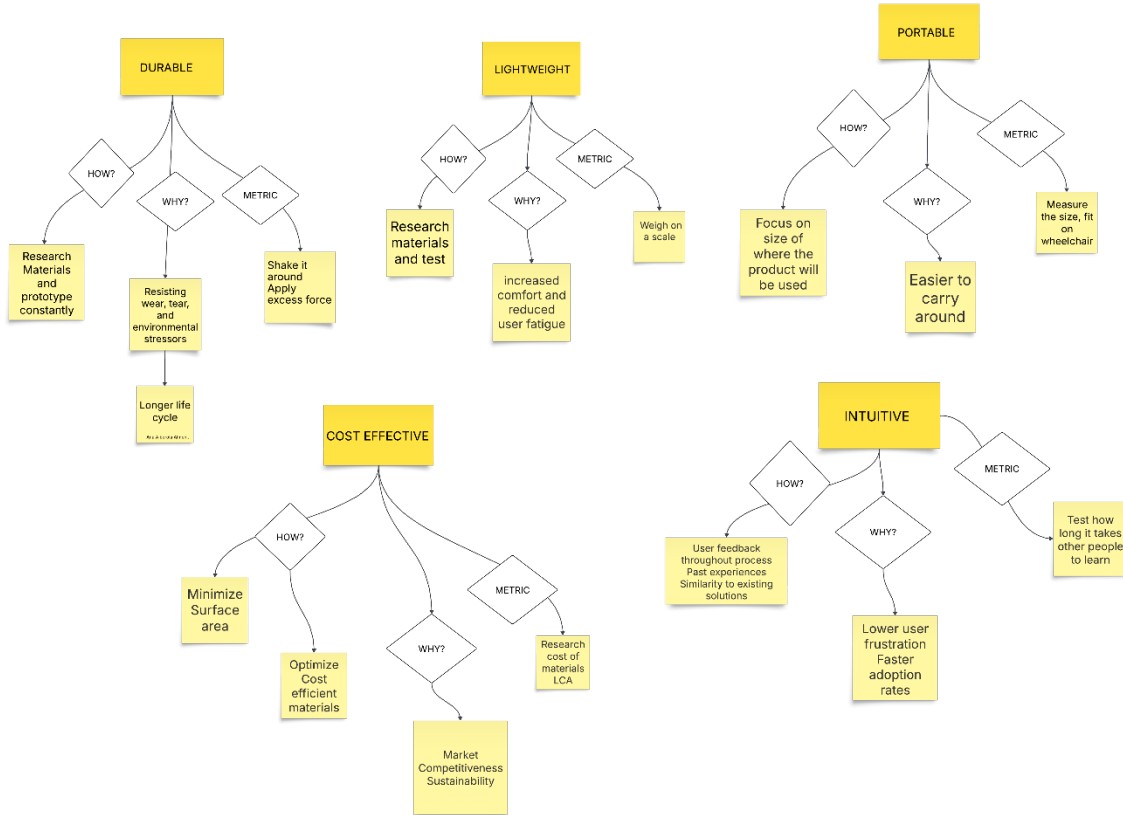 DURABLE
HOW?
WHY?
METRIC
Research
Materials
and
prototype
constantly
Resisting
wear, tear,
and
environmental
stressors
Longer life
cycle
Shake it
around
Apply
excess force
LIGHTWEIGHT
HOW?
WHY?
METRIC
Research
materials
and test
increased
comfort and
reduced
user fatigue
Weigh on
a scale
PORTABLE
HOW?
WHY?
METRIC
Focus on
size of
where the
product will
be used
Easier to
carry
around
Measure
the size, fit
on
wheelchair
COST EFFECTIVE
HOW?
WHY?
METRIC
Minimize
Surface
area
Optimize
Cost
efficient
materials
Market
Competitiveness
Sustainability
Research
cost of
materials
LCA
INTUITIVE
HOW?
WHY?
METRIC
User feedback
throughout process
Past experiences
Similarity to existing
solutions
Lower user
frustration
Faster
adoption
rates
Test how
long it takes
other people
to learn